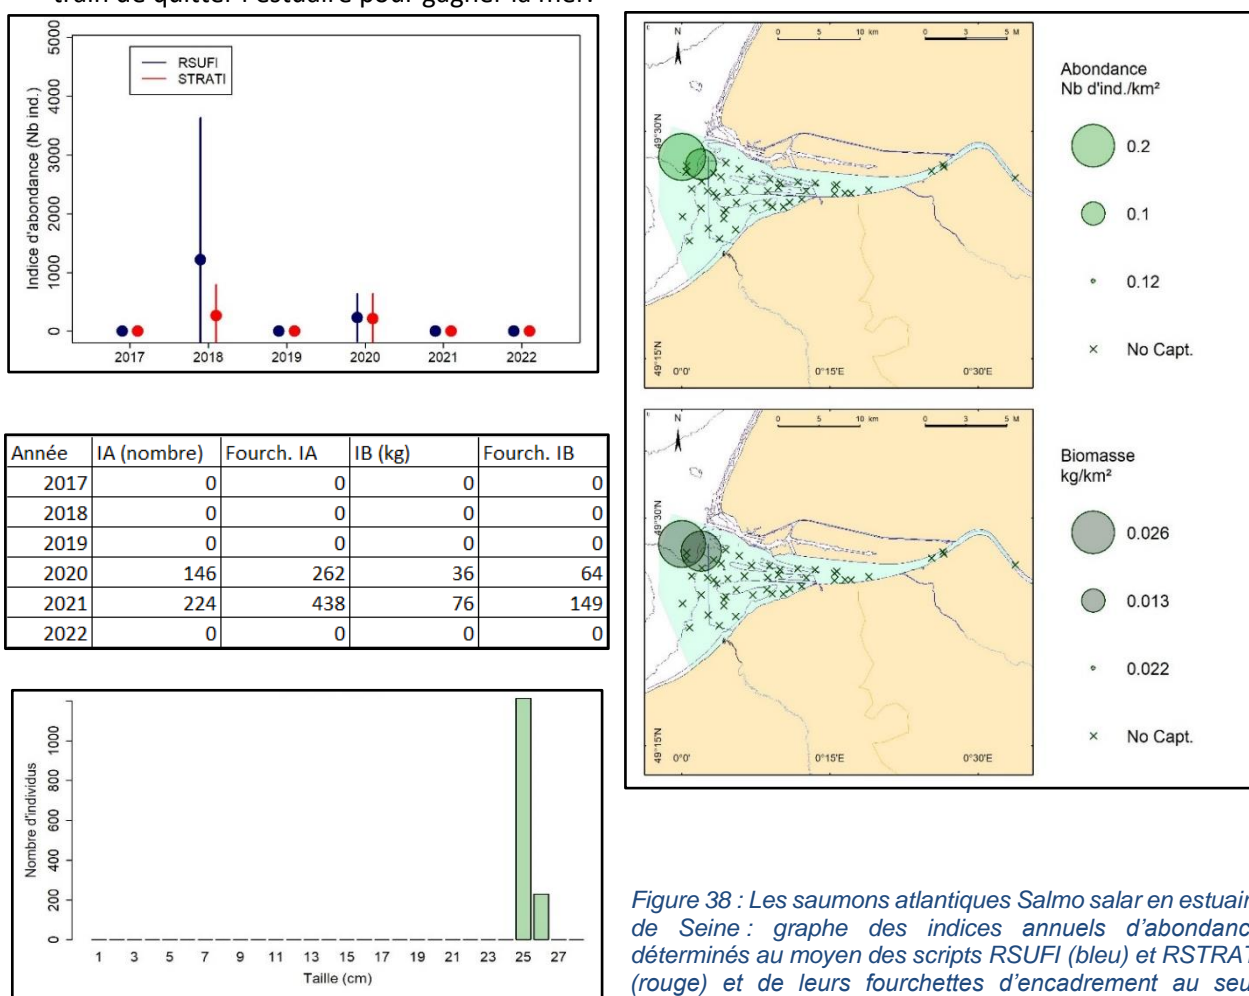 train de quitter l'estuaire pour gagner la mer.
Indice d'abondance (Nb ind.)
0 1000 2000 3000 4000 5000
RSUFI
STRATI
2017 2018 2019 2020 2021 2022
Année IA (nombre) Fourch. IA IB (kg) Fourch. IB
2017 0 0 0 0
2018 0 0 0 0
2019 0 0 0 0
2020 146 262 36 64
2021 224 438 76 149
2022 0 0 0 0
Nombre d'individus
0 200 400 600 800 1000
1 3 5 7 9 11 13 15 17 19 21 23 25 27
Taille (cm)
N
0 5 10 km
0 3 5 M
49°30'N
49°15'N
0°0' 0°15'E 0°30'E
Abondance
Nb d'ind./km²
0.2
0.1
0.12
No Capt.
N
0 5 10 km
0 3 5 M
49°30'N
49°15'N
0°0' 0°15'E 0°30'E
Biomasse
kg/km²
0.026
0.013
0.022
No Capt.
Figure 38 : Les saumons atlantiques Salmo salar en estuair
de Seine : graphe des indices annuels d'abondanc
déterminés au moyen des scripts RSUFI (bleu) et RSTRAT
(rouge) et de leurs fourchettes d'encadrement au seu